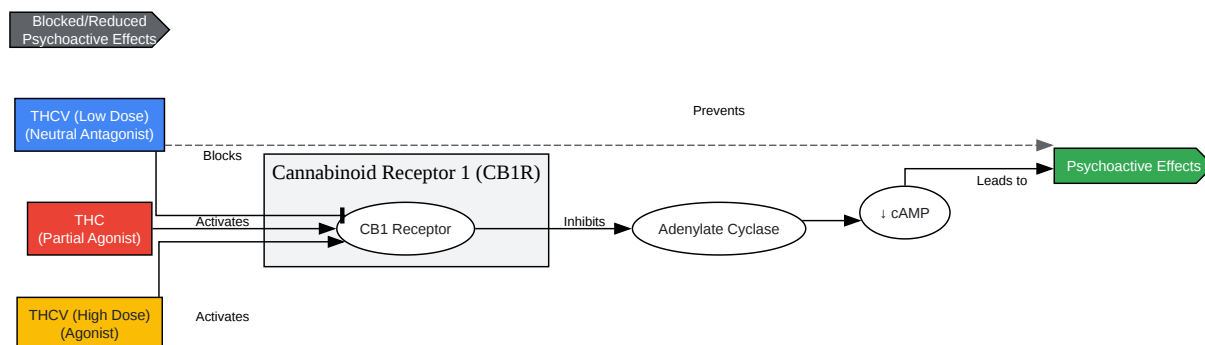 Blocked/Reduced
Psychoactive Effects
THCV (Low Dose)
(Neutral Antagonist)
Prevents
Blocks
Cannabinoid Receptor 1 (CB1R)
Psychoactive Effects
Leads to
THC
(Partial Agonist)
Activates
CB1 Receptor
Inhibits
Adenylate Cyclase
↓ cAMP
THCV (High Dose)
(Agonist)
Activates